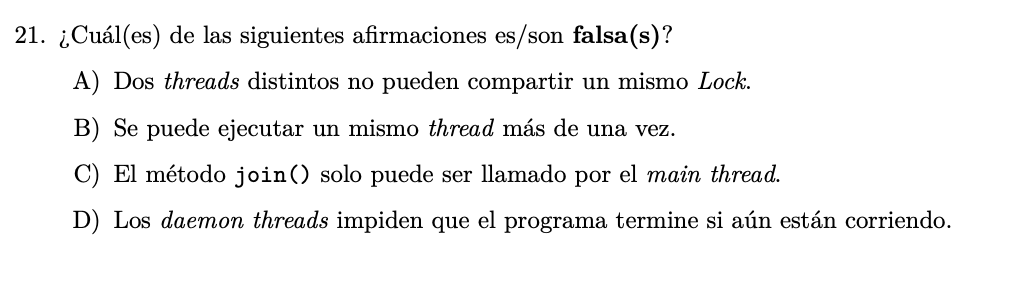 21. ¿Cuál(es) de las siguientes afirmaciones es/son falsa(s)?
A) Dos threads distintos no pueden compartir un mismo Lock.
B) Se puede ejecutar un mismo thread más de una vez.
C) El método join() solo puede ser llamado por el main thread.
D) Los daemon threads impiden que el programa termine si aún están corriendo.